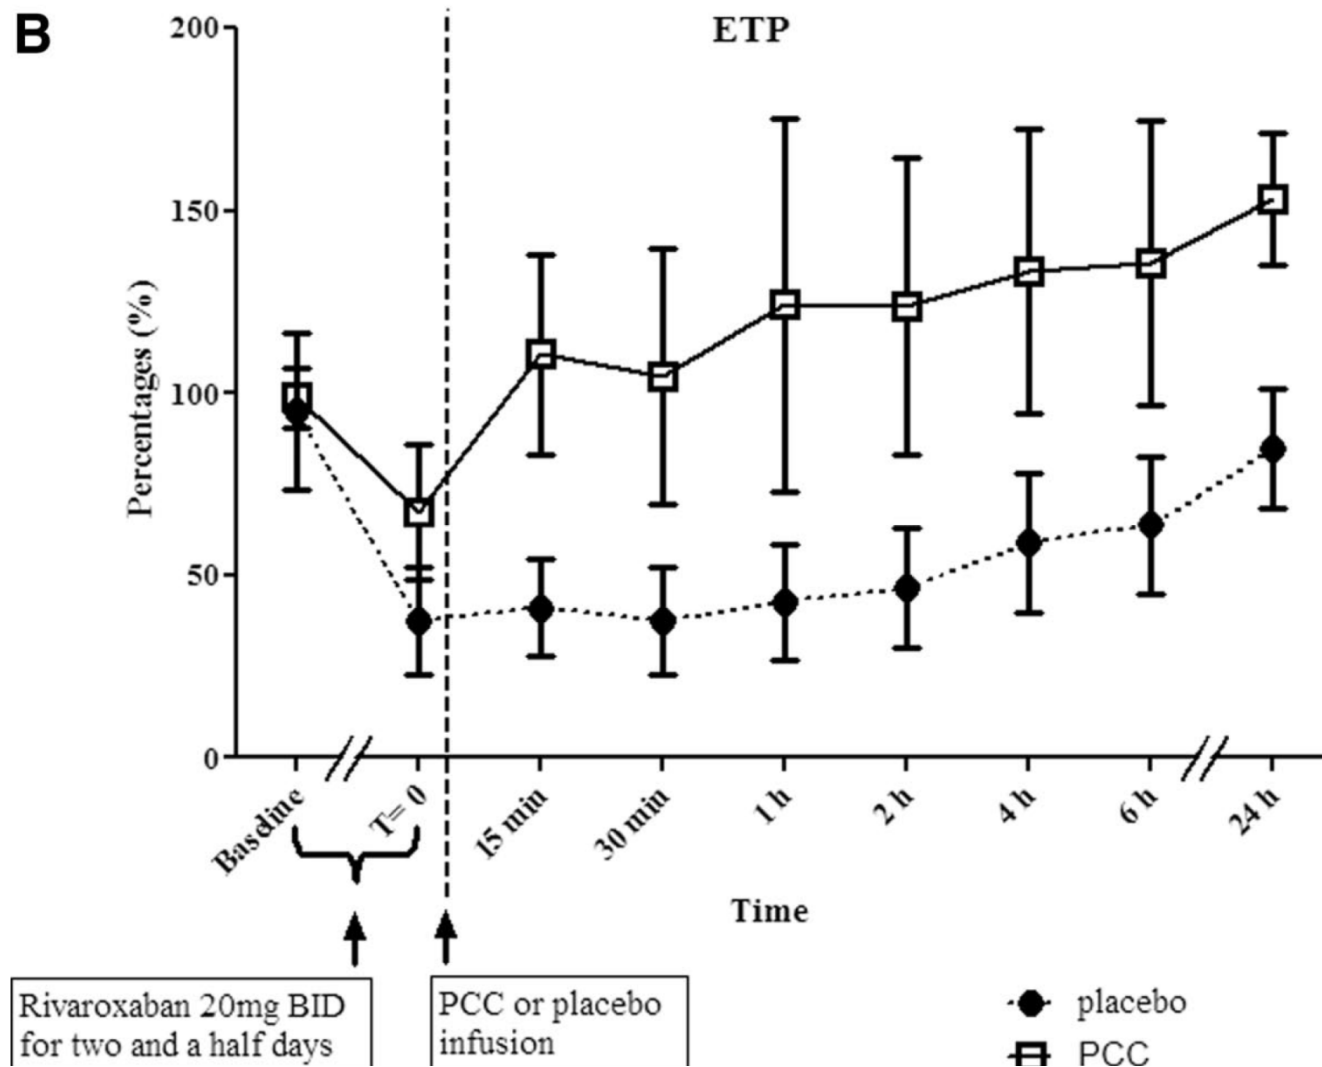 B
ETP
200
150
100
50
0
Percentages (%)
Baseline
T= 0
15 min
30 min
1 h
2 h
4 h
6 h
24 h
Time
Rivaroxaban 20mg BID
for two and a half days
PCC or placebo
infusion
placebo
PCC